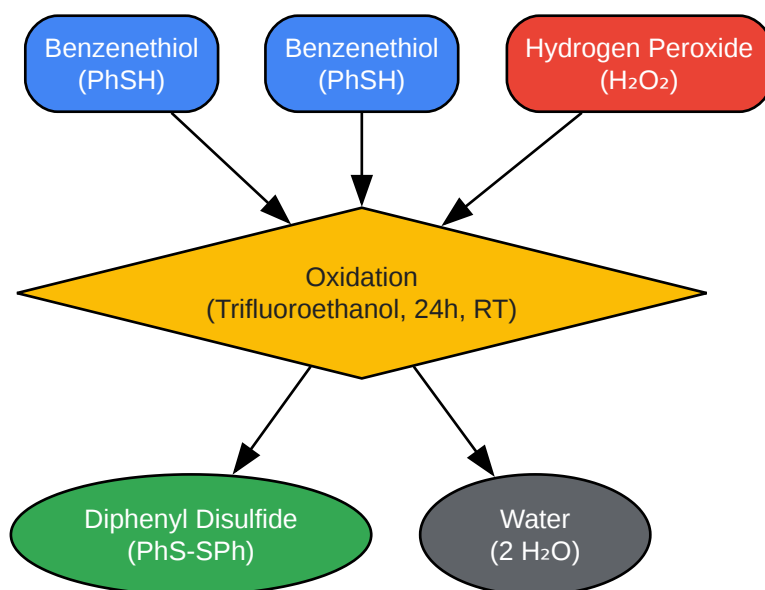 Benzenethiol
(PhSH)
Benzenethiol
(PhSH)
Hydrogen Peroxide
(H₂O₂)
Oxidation
(Trifluoroethanol, 24h, RT)
Diphenyl Disulfide
(PhS-SPh)
Water
(2 H₂O)